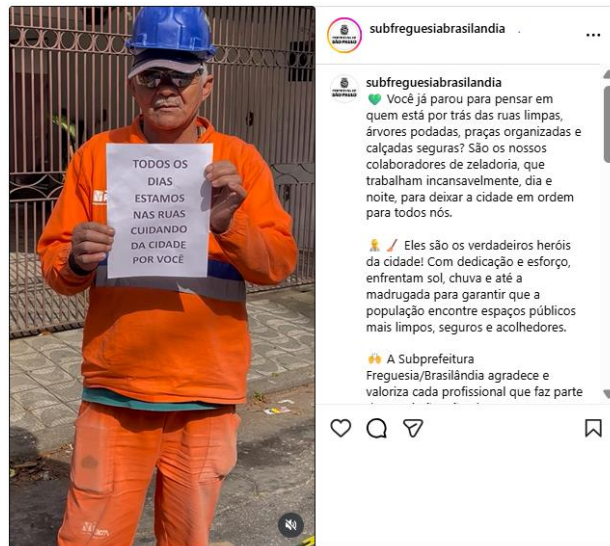 TODOS OS
DIAS
ESTAMOS
NAS RUAS
CUIDANDO
DA CIDADE
POR VOCÊ
subfreguesiabrasilandia
subfreguesiabrasilandia
💚 Você já parou para pensar em
quem está por trás das ruas limpas,
árvores podadas, praças organizadas e
calçadas seguras? São os nossos
colaboradores de zeladoria, que
trabalham incansavelmente, dia e
noite, para deixar a cidade em ordem
para todos nós.
Eles são os verdadeiros heróis
da cidade! Com dedicação e esforço,
enfrentam sol, chuva e até a
madrugada para garantir que a
população encontre espaços públicos
mais limpos, seguros e acolhedores.
🙌 A Subprefeitura
Freguesia/Brasilândia agradece e
valoriza cada profissional que faz parte